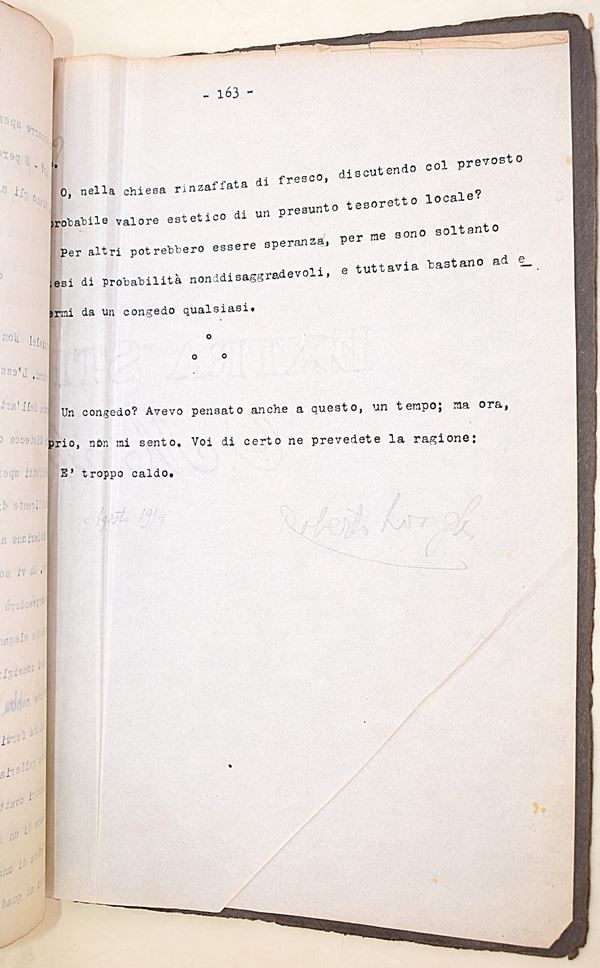 - 163 -
O, nella chiesa rinzaffata di fresco, discutendo col prevosto
robabile valore estetico di un presunto tesoretto locale?
Per altri potrebbero essere speranza, per me sono soltanto
esi di probabilità nonddisaggradevoli, e tuttavia bastano ad e_
ermi da un congedo qualsiasi.
Un congedo? Avevo pensato anche a questo, un tempo; ma ora,
prio, non mi sento. Voi di certo ne prevedete la ragione:
E' troppo caldo.
Agosto 1914 Roberto Longhi